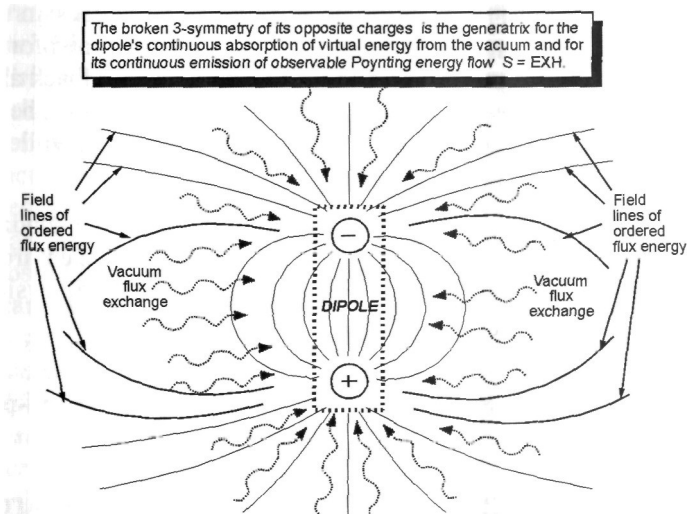 The broken 3-symmetry of its opposite charges is the generatrix for the
dipole's continuous absorption of virtual energy from the vacuum and for
its continuous emission of observable Poynting energy flow S = EXH.
Field
lines of
ordered
flux energy
Vacuum
flux
exchange
−
DIPOLE
+
Vacuum
flux
exchange
Field
lines of
ordered
flux energy